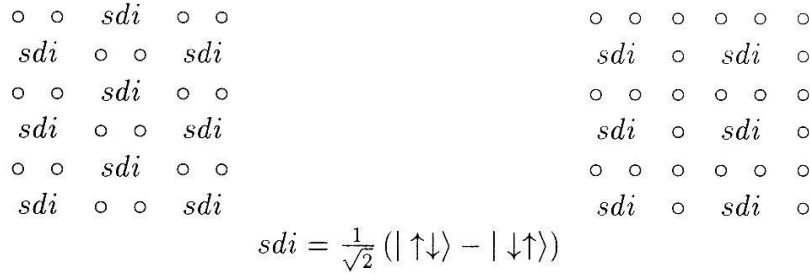 ∘ ∘ sdi ∘ ∘ ∘ ∘ ∘ ∘ ∘ ∘
sdi ∘ ∘ sdi sdi ∘ sdi ∘
∘ ∘ sdi ∘ ∘ ∘ ∘ ∘ ∘ ∘ ∘
sdi ∘ ∘ sdi sdi ∘ sdi ∘
∘ ∘ sdi ∘ ∘ ∘ ∘ ∘ ∘ ∘ ∘
sdi ∘ ∘ sdi sdi ∘ sdi ∘
sdi = 1/√2 (| ↑↓⟩ − | ↓↑⟩)